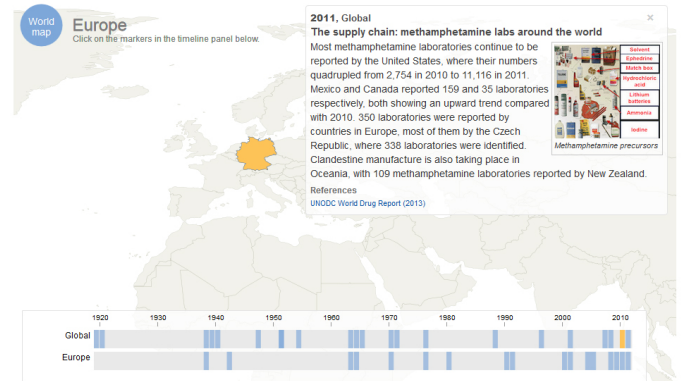 World
map
Europe
Click on the markers in the timeline panel below.
2011, Global
×
The supply chain: methamphetamine labs around the world
Most methamphetamine laboratories continue to be
reported by the United States, where their numbers
quadrupled from 2,754 in 2010 to 11,116 in 2011.
Mexico and Canada reported 159 and 35 laboratories
respectively, both showing an upward trend compared
with 2010. 350 laboratories were reported by
countries in Europe, most of them by the Czech
Republic, where 338 laboratories were identified.
Clandestine manufacture is also taking place in
Oceania, with 109 methamphetamine laboratories reported by New Zealand.
Solvent
Ephedrine
Match box
Hydrochloric
acid
Lithium
batteries
Ammonia
Iodine
Methamphetamine precursors
References
UNODC World Drug Report (2013)
1920 1930 1940 1950 1960 1970 1980 1990 2000 2010
Global
Europe